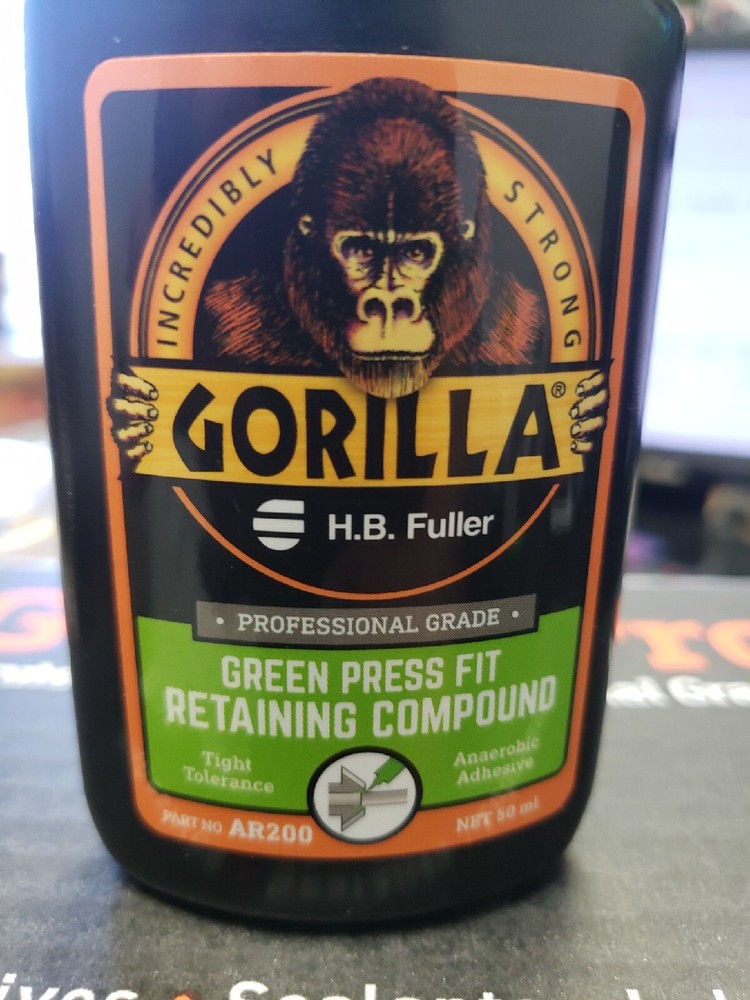 INCREDIBLY STRONG
GORILLA®
H.B. Fuller
• PROFESSIONAL GRADE •
GREEN PRESS FIT
RETAINING COMPOUND
Tight
Tolerance
Anaerobic
Adhesive
PART NO AR200
NET 50 ml